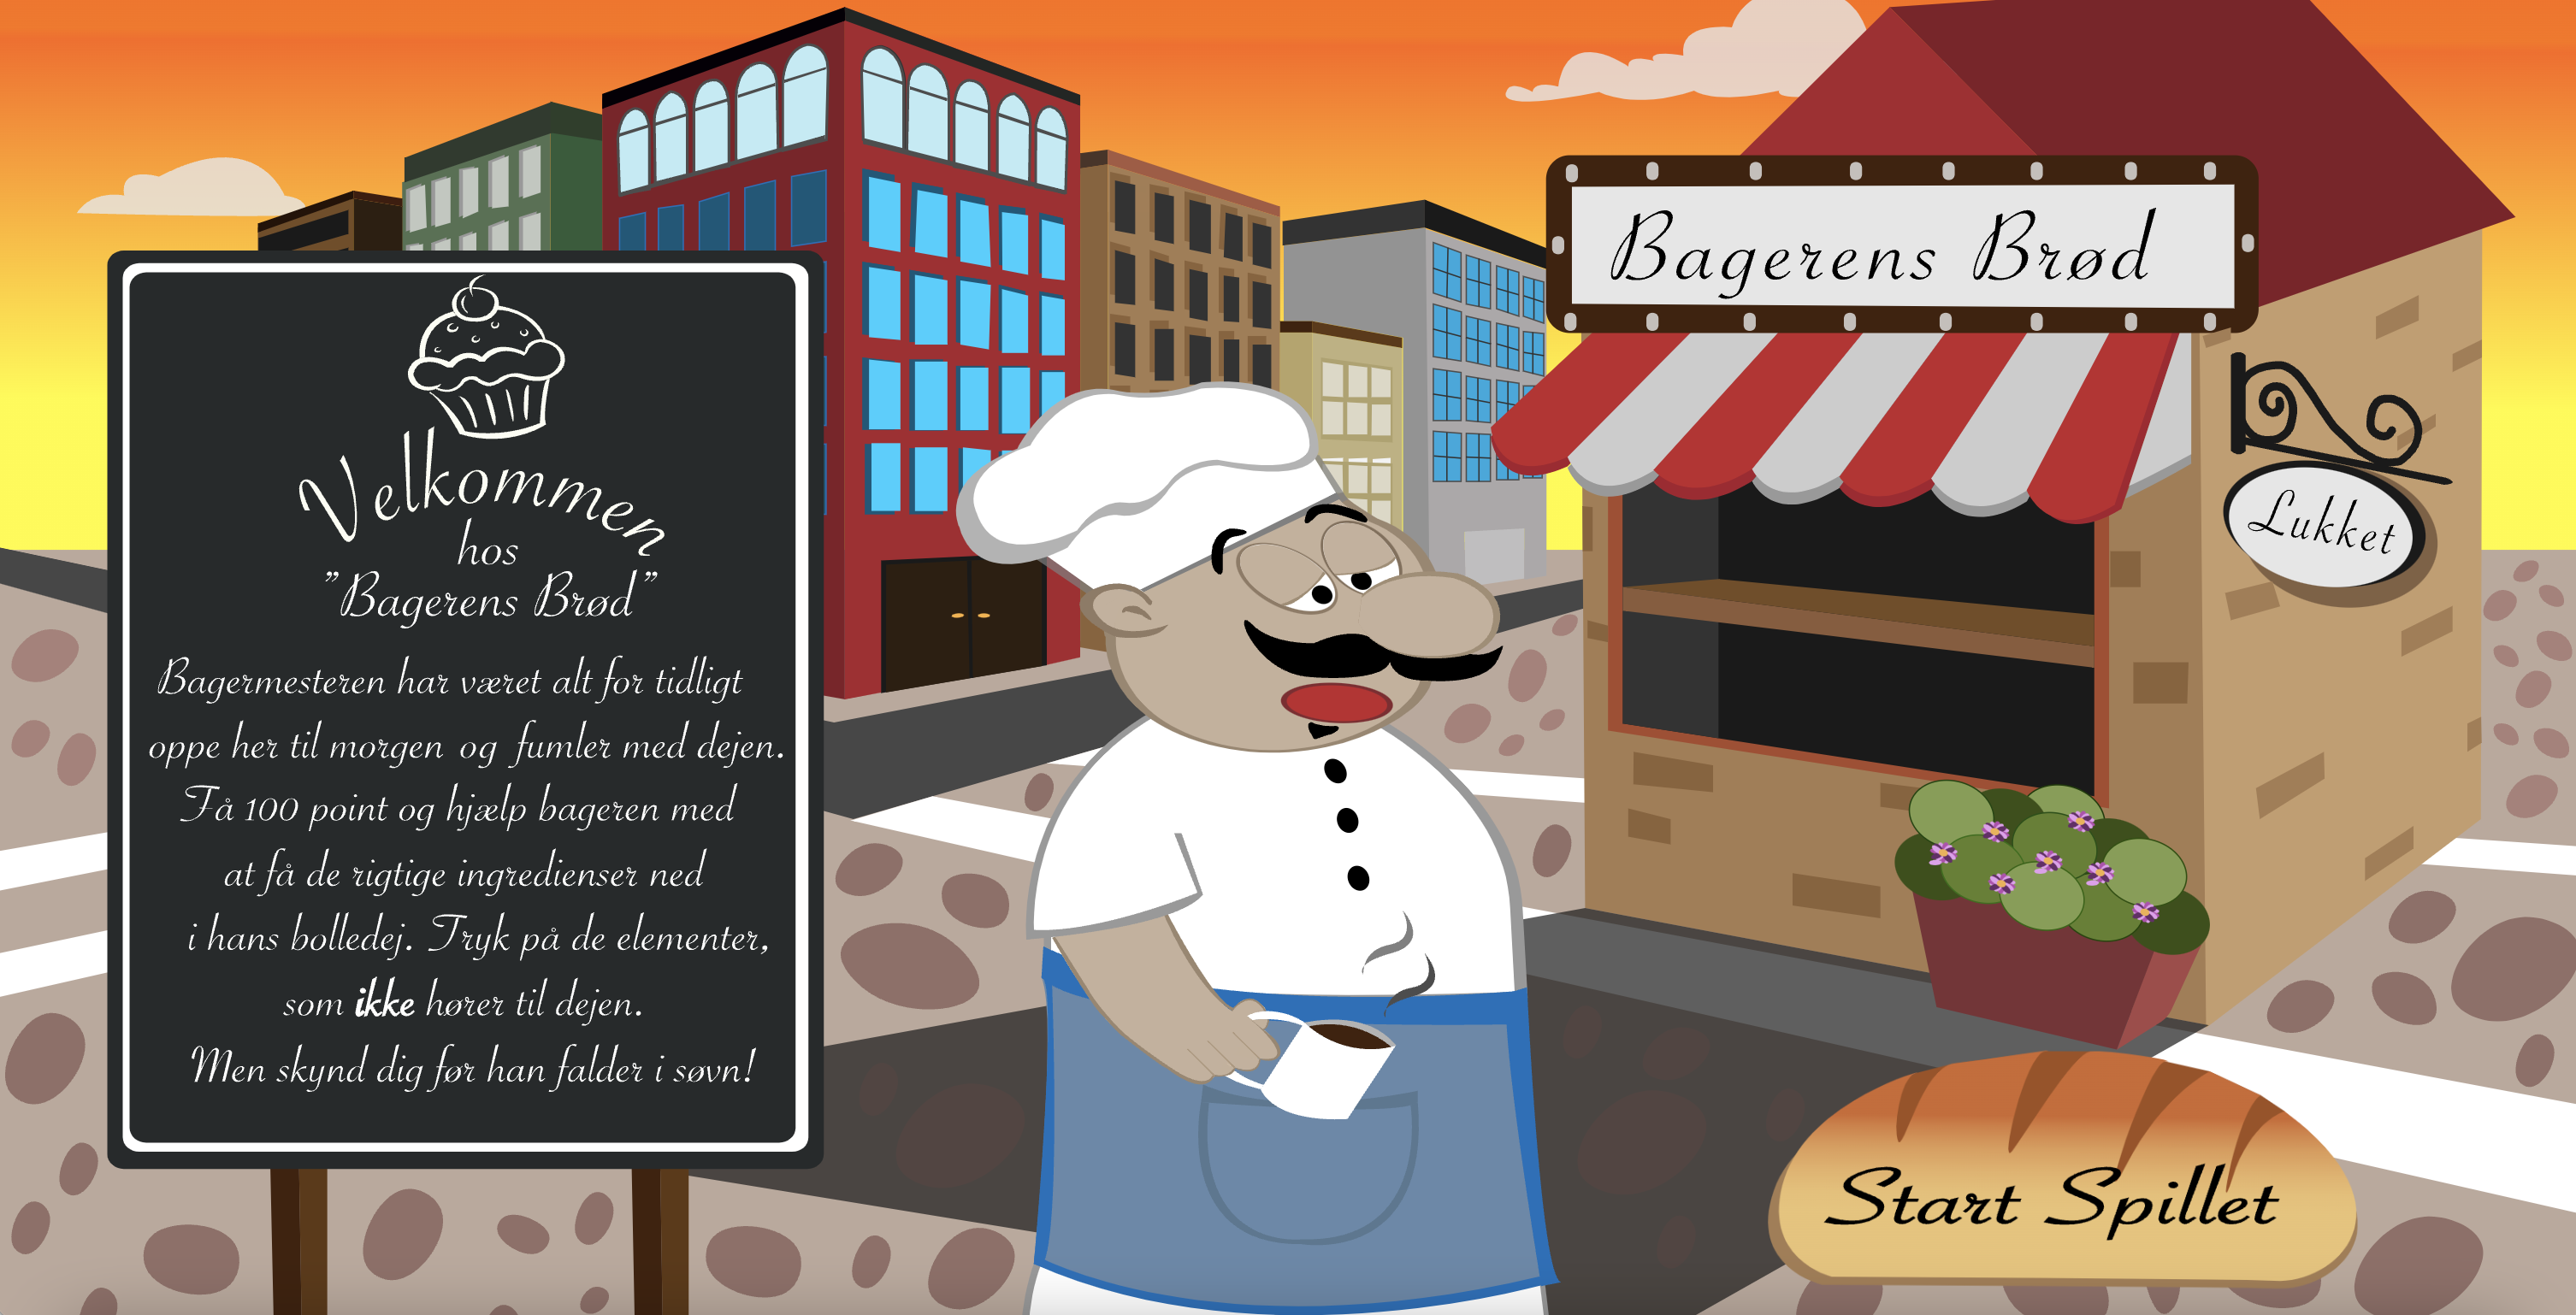 Velkommen
hos
"Bagerens Brød"
Bagermesteren har været alt for tidligt
oppe her til morgen og fumler med dejen.
Få 100 point og hjælp bageren med
at få de rigtige ingredienser ned
i hans bolledej. Tryk på de elementer,
som ikke hører til dejen.
Men skynd dig før han falder i søvn!
Bagerens Brød
Lukket
Start Spillet